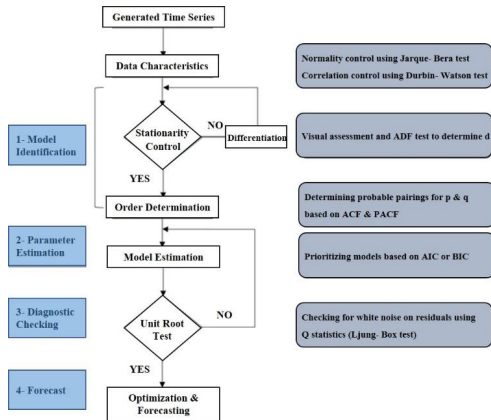 Generated Time Series
Data Characteristics
Normality control using Jarque- Bera test
Correlation control using Durbin- Watson test
1- Model
Identification
Stationarity
Control
NO
Differentiation
Visual assessment and ADF test to determine d
YES
Order Determination
Determining probable pairings for p & q
based on ACF & PACF
2- Parameter
Estimation
Model Estimation
Prioritizing models based on AIC or BIC
3- Diagnostic
Checking
Unit Root
Test
NO
Checking for white noise on residuals using
Q statistics (Ljung- Box test)
YES
4- Forecast
Optimization &
Forecasting